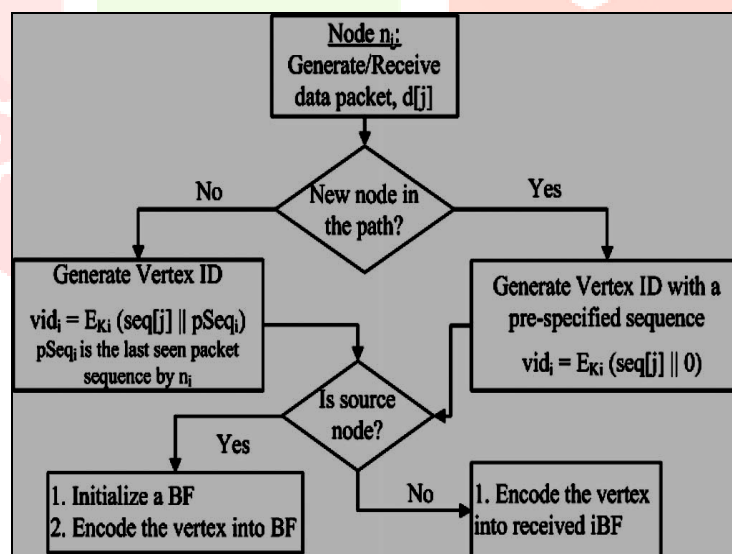 Node nᵢ:
Generate/Receive
data packet, d[j]
No
New node in
the path?
Yes
Generate Vertex ID
vidᵢ = E_Ki (seq[j] || pSeqᵢ)
pSeqᵢ is the last seen packet
sequence by nᵢ
Generate Vertex ID with a
pre-specified sequence
vidᵢ = E_Ki (seq[j] || 0)
Is source
node?
Yes
No
1. Initialize a BF
2. Encode the vertex into BF
1. Encode the vertex
into received iBF